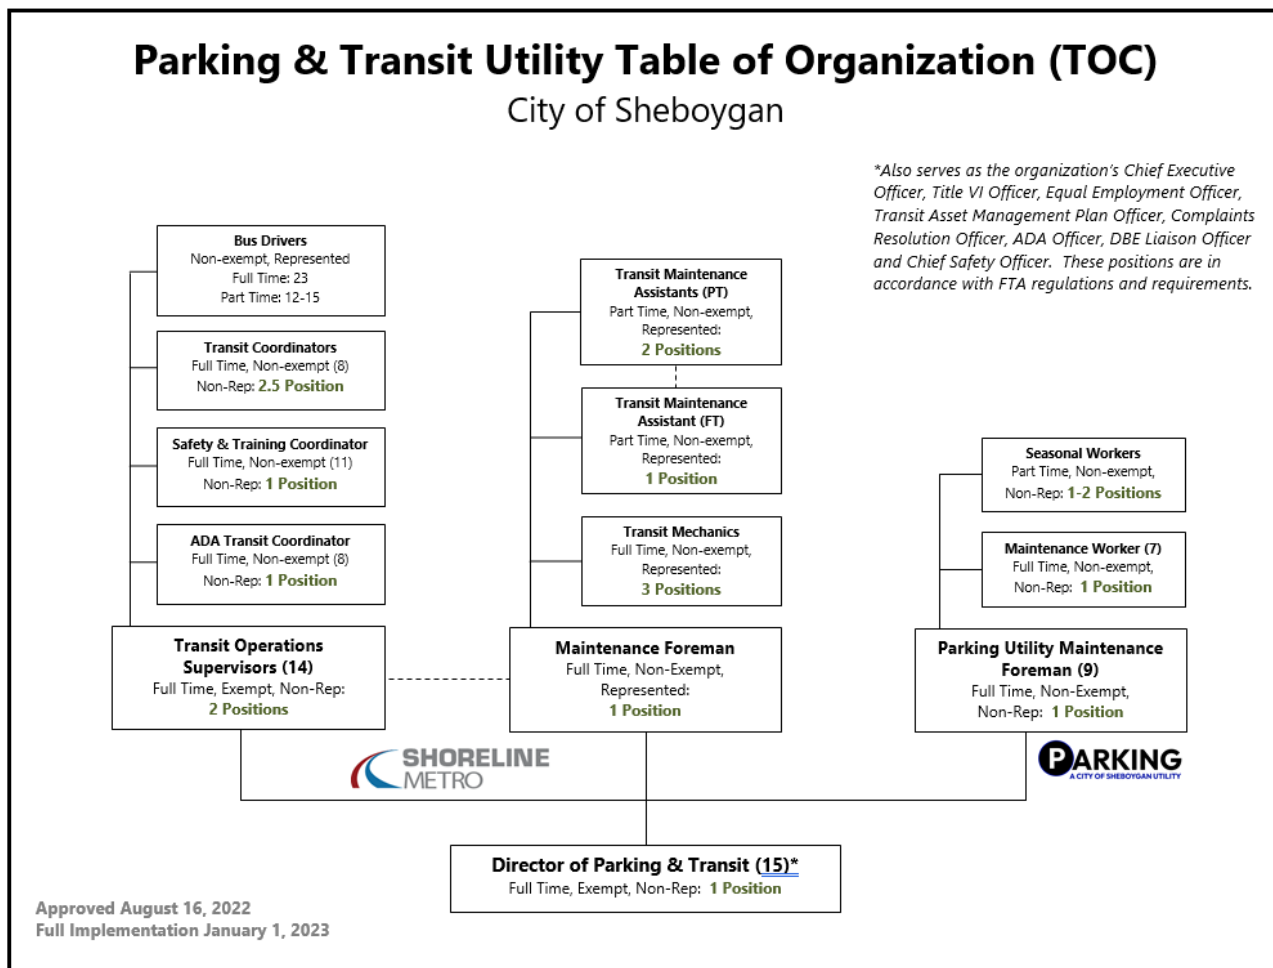 Parking & Transit Utility Table of Organization (TOC)
City of Sheboygan
*Also serves as the organization's Chief Executive
Officer, Title VI Officer, Equal Employment Officer,
Transit Asset Management Plan Officer, Complaints
Resolution Officer, ADA Officer, DBE Liaison Officer
and Chief Safety Officer.  These positions are in
accordance with FTA regulations and requirements.
Bus Drivers
Non-exempt, Represented
Full Time: 23
Part Time: 12-15
Transit Coordinators
Full Time, Non-exempt (8)
Non-Rep: 2.5 Position
Safety & Training Coordinator
Full Time, Non-exempt (11)
Non-Rep: 1 Position
ADA Transit Coordinator
Full Time, Non-exempt (8)
Non-Rep: 1 Position
Transit Operations
Supervisors (14)
Full Time, Exempt, Non-Rep:
2 Positions
Transit Maintenance
Assistants (PT)
Part Time, Non-exempt,
Represented:
2 Positions
Transit Maintenance
Assistant (FT)
Part Time, Non-exempt,
Represented:
1 Position
Transit Mechanics
Full Time, Non-exempt,
Represented:
3 Positions
Maintenance Foreman
Full Time, Non-Exempt,
Represented:
1 Position
Seasonal Workers
Part Time, Non-exempt,
Non-Rep: 1-2 Positions
Maintenance Worker (7)
Full Time, Non-exempt,
Non-Rep:  1 Position
Parking Utility Maintenance
Foreman (9)
Full Time, Non-Exempt,
Non-Rep:  1 Position
SHORELINE
METRO
PARKING
A CITY OF SHEBOYGAN UTILITY
Director of Parking & Transit (15)*
Full Time, Exempt, Non-Rep:  1 Position
Approved August 16, 2022
Full Implementation January 1, 2023